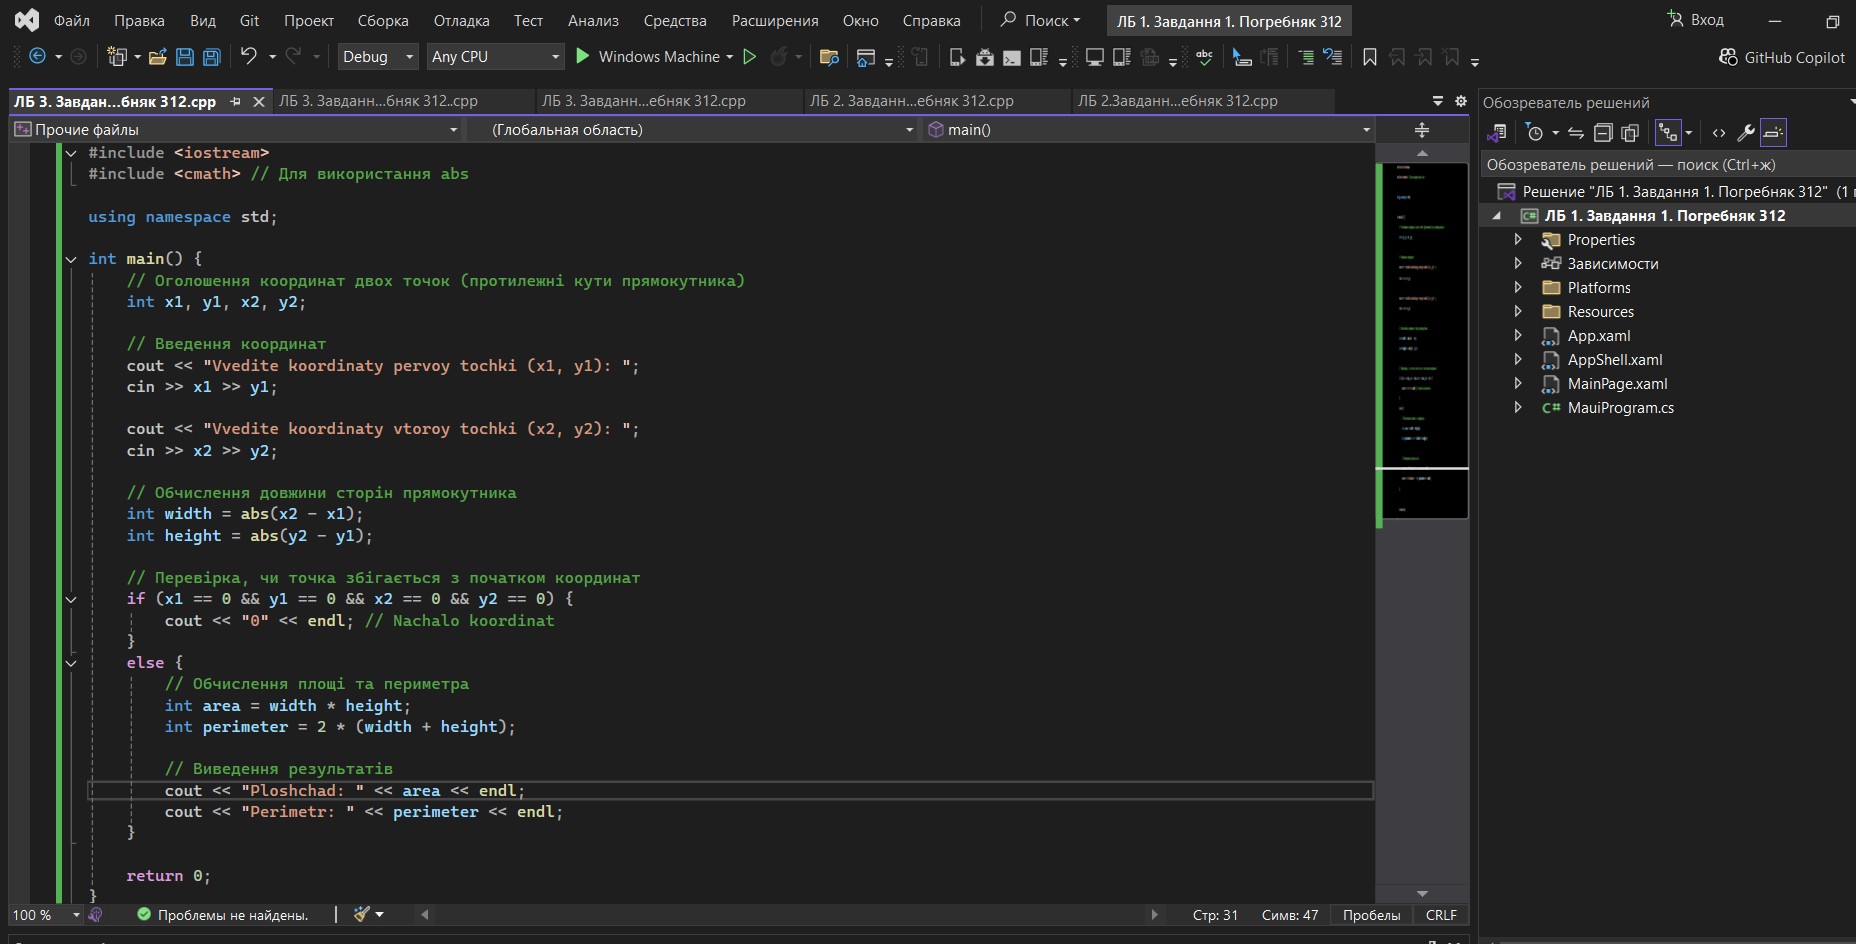 Файл Правка Вид Git Проект Сборка Отладка Тест Анализ Средства Расширения Окно Справка Поиск ЛБ 1. Завдання 1. Погребняк 312 Вход
Debug Any CPU Windows Machine abc GitHub Copilot
ЛБ 3. Завдан...бняк 312.cpp ЛБ 3. Завданн...бняк 312..cpp ЛБ 3. Завданн...ебняк 312.cpp ЛБ 2. Завданн...ебняк 312.cpp ЛБ 2.Завданн...ебняк 312.cpp
Прочие файлы (Глобальная область) main()
#include <iostream>
#include <cmath> // Для використання abs
using namespace std;
int main() {
// Оголошення координат двох точок (протилежні кути прямокутника)
int x1, y1, x2, y2;
// Введення координат
cout << "Vvedite koordinaty pervoy tochki (x1, y1): ";
cin >> x1 >> y1;
cout << "Vvedite koordinaty vtoroy tochki (x2, y2): ";
cin >> x2 >> y2;
// Обчислення довжини сторін прямокутника
int width = abs(x2 - x1);
int height = abs(y2 - y1);
// Перевірка, чи точка збігається з початком координат
if (x1 == 0 && y1 == 0 && x2 == 0 && y2 == 0) {
cout << "0" << endl; // Nachalo koordinat
}
else {
// Обчислення площі та периметра
int area = width * height;
int perimeter = 2 * (width + height);
// Виведення результатів
cout << "Ploshchad: " << area << endl;
cout << "Perimetr: " << perimeter << endl;
}
return 0;
}
100 % Проблемы не найдены. Стр: 31 Симв: 47 Пробелы CRLF
Обозреватель решений
Обозреватель решений — поиск (Ctrl+ж)
Решение "ЛБ 1. Завдання 1. Погребняк 312" (1
C# ЛБ 1. Завдання 1. Погребняк 312
Properties
Зависимости
Platforms
Resources
App.xaml
AppShell.xaml
MainPage.xaml
C# MauiProgram.cs